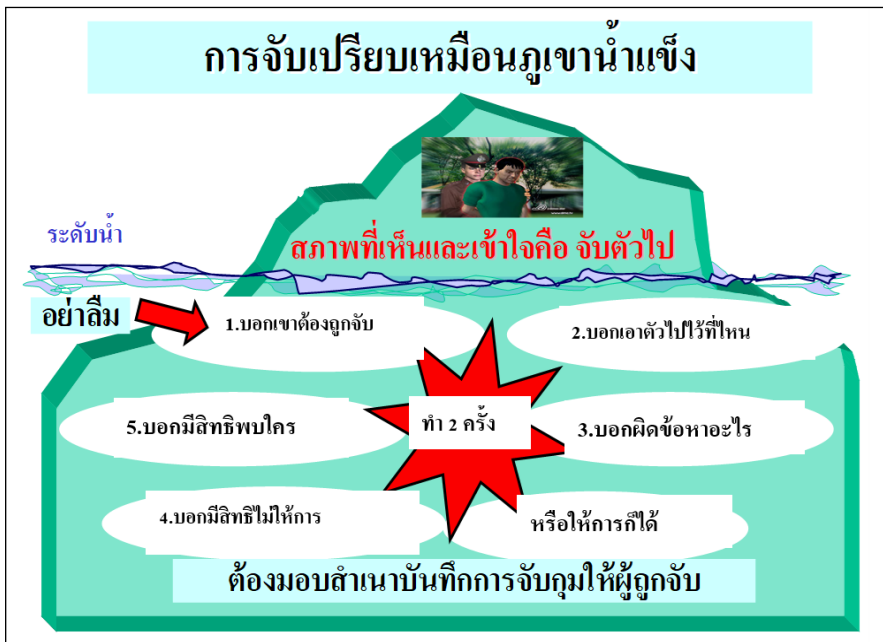 การจับเปรียบเหมือนภูเขาน้ำแข็ง
ระดับน้ำ
สภาพที่เห็นและเข้าใจคือ จับตัวไป
อย่าลืม
1.บอกเขาต้องถูกจับ
2.บอกเอาตัวไปไว้ที่ไหน
5.บอกมีสิทธิพบใคร
ทำ 2 ครั้ง
3.บอกผิดข้อหาอะไร
4.บอกมีสิทธิไม่ให้การ
หรือให้การก็ได้
ต้องมอบสำเนาบันทึกการจับกุมให้ผู้ถูกจับ